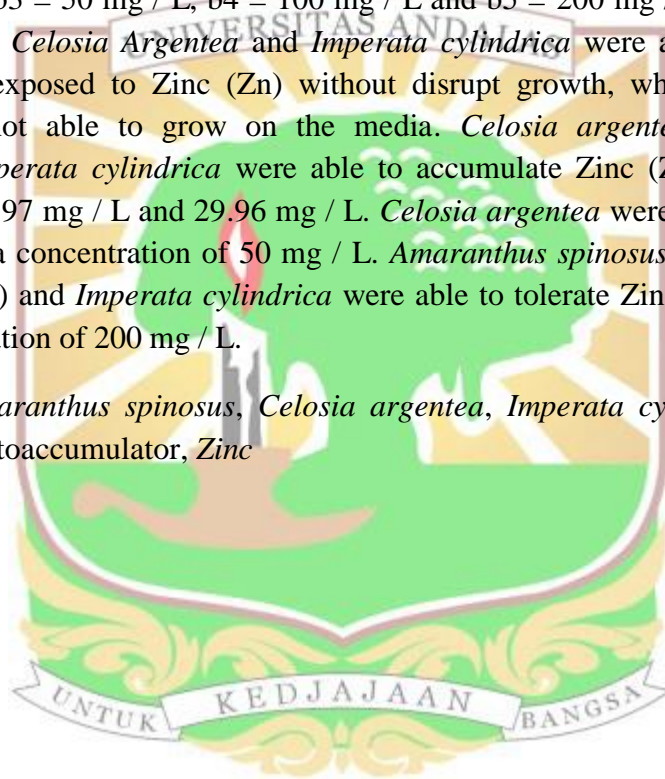 b3 = 50 mg / L, b4 = 100 mg / L and b5 = 200 mg /
UNIVERSITAS ANDALAS
Celosia Argentea and Imperata cylindrica were a
exposed to Zinc (Zn) without disrupt growth, wh
not able to grow on the media. Celosia argente
perata cylindrica were able to accumulate Zinc (Z
97 mg / L and 29.96 mg / L. Celosia argentea were
a concentration of 50 mg / L. Amaranthus spinosus
) and Imperata cylindrica were able to tolerate Zin
ation of 200 mg / L.
aranthus spinosus, Celosia argentea, Imperata cy
toaccumulator, Zinc
UNTUK KEDJAJAAN BANGSA